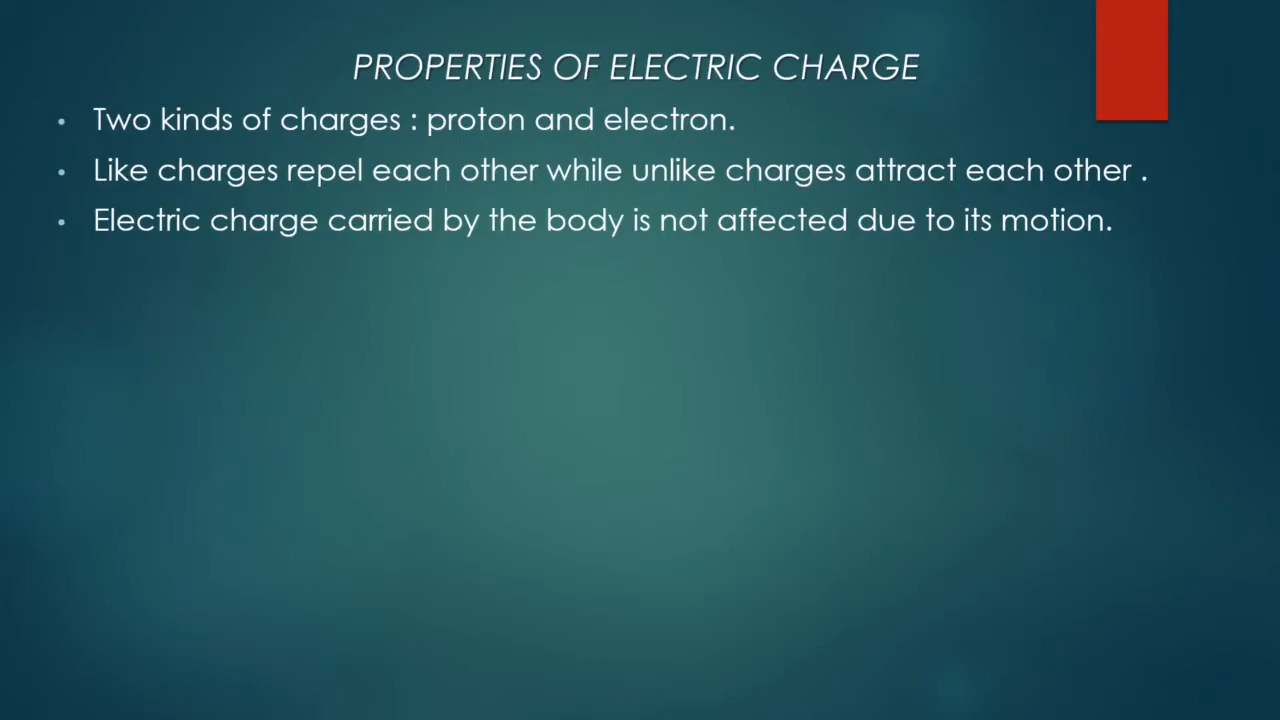 PROPERTIES OF ELECTRIC CHARGE
• Two kinds of charges : proton and electron.
• Like charges repel each other while unlike charges attract each other .
• Electric charge carried by the body is not affected due to its motion.